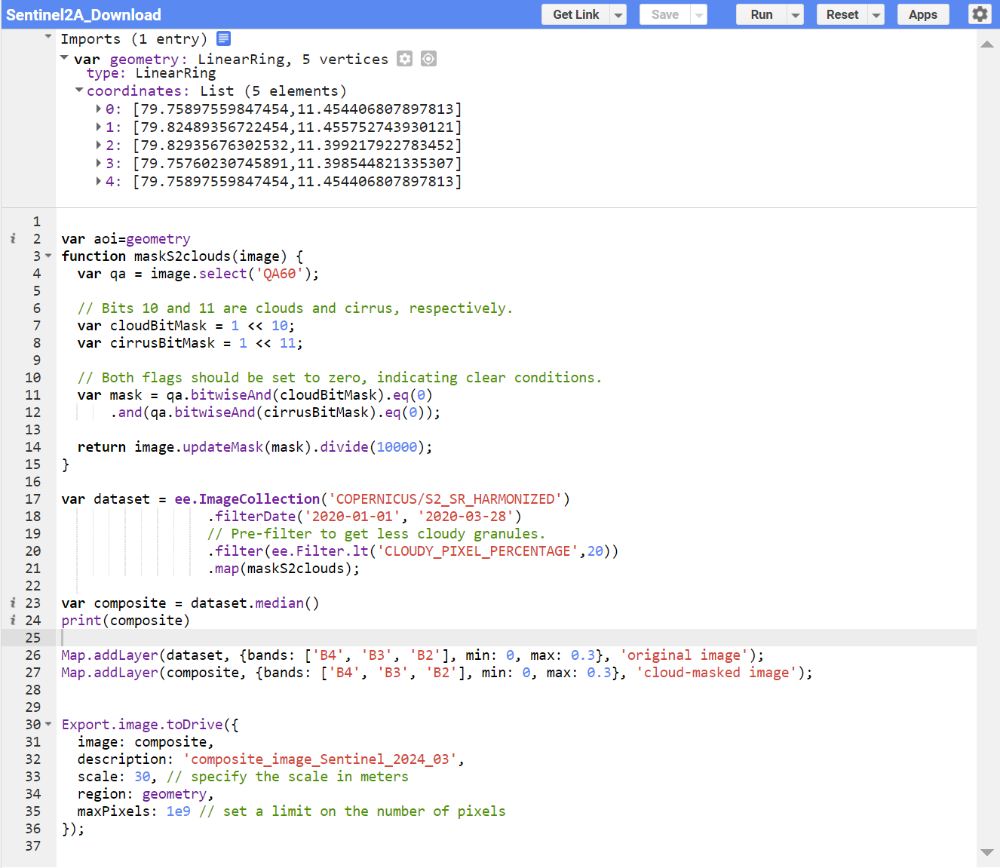 Sentinel2A_Download
Get Link Save Run Reset Apps
Imports (1 entry)
var geometry: LinearRing, 5 vertices
type: LinearRing
coordinates: List (5 elements)
0: [79.75897559847454,11.454406807897813]
1: [79.82489356722454,11.455752743930121]
2: [79.82935676302532,11.399217922783452]
3: [79.75760230745891,11.398544821335307]
4: [79.75897559847454,11.454406807897813]
1
i 2 var aoi=geometry
3 function maskS2clouds(image) {
4 var qa = image.select('QA60');
5
6 // Bits 10 and 11 are clouds and cirrus, respectively.
7 var cloudBitMask = 1 << 10;
8 var cirrusBitMask = 1 << 11;
9
10 // Both flags should be set to zero, indicating clear conditions.
11 var mask = qa.bitwiseAnd(cloudBitMask).eq(0)
12 .and(qa.bitwiseAnd(cirrusBitMask).eq(0));
13
14 return image.updateMask(mask).divide(10000);
15 }
16
17 var dataset = ee.ImageCollection('COPERNICUS/S2_SR_HARMONIZED')
18 .filterDate('2020-01-01', '2020-03-28')
19 // Pre-filter to get less cloudy granules.
20 .filter(ee.Filter.lt('CLOUDY_PIXEL_PERCENTAGE',20))
21 .map(maskS2clouds);
22
i 23 var composite = dataset.median()
i 24 print(composite)
25
26 Map.addLayer(dataset, {bands: ['B4', 'B3', 'B2'], min: 0, max: 0.3}, 'original image');
27 Map.addLayer(composite, {bands: ['B4', 'B3', 'B2'], min: 0, max: 0.3}, 'cloud-masked image');
28
29
30 Export.image.toDrive({
31 image: composite,
32 description: 'composite_image_Sentinel_2024_03',
33 scale: 30, // specify the scale in meters
34 region: geometry,
35 maxPixels: 1e9 // set a limit on the number of pixels
36 });
37